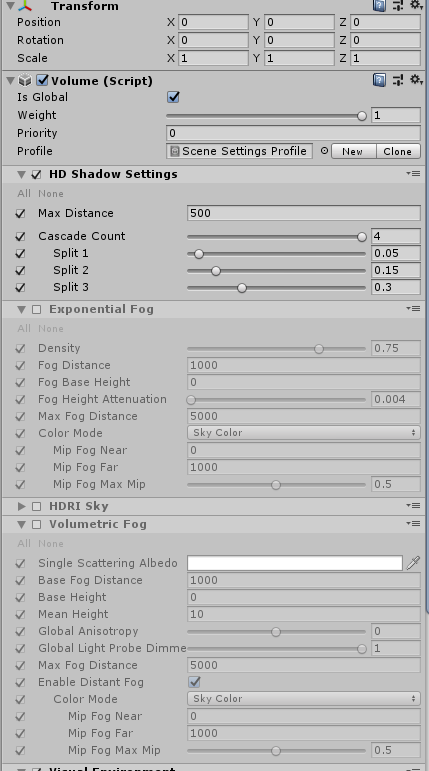 Transform
Position X 0 Y 0 Z 0
Rotation X 0 Y 0 Z 0
Scale X 1 Y 1 Z 1
Volume (Script)
Is Global
Weight 1
Priority 0
Profile Scene Settings Profile New Clone
HD Shadow Settings
All None
Max Distance 500
Cascade Count 4
Split 1 0.05
Split 2 0.15
Split 3 0.3
Exponential Fog
All None
Density 0.75
Fog Distance 1000
Fog Base Height 0
Fog Height Attenuation 0.004
Max Fog Distance 5000
Color Mode Sky Color
Mip Fog Near 0
Mip Fog Far 1000
Mip Fog Max Mip 0.5
HDRI Sky
Volumetric Fog
All None
Single Scattering Albedo
Base Fog Distance 1000
Base Height 0
Mean Height 10
Global Anisotropy 0
Global Light Probe Dimme 1
Max Fog Distance 5000
Enable Distant Fog
Color Mode Sky Color
Mip Fog Near 0
Mip Fog Far 1000
Mip Fog Max Mip 0.5
Visual Environment